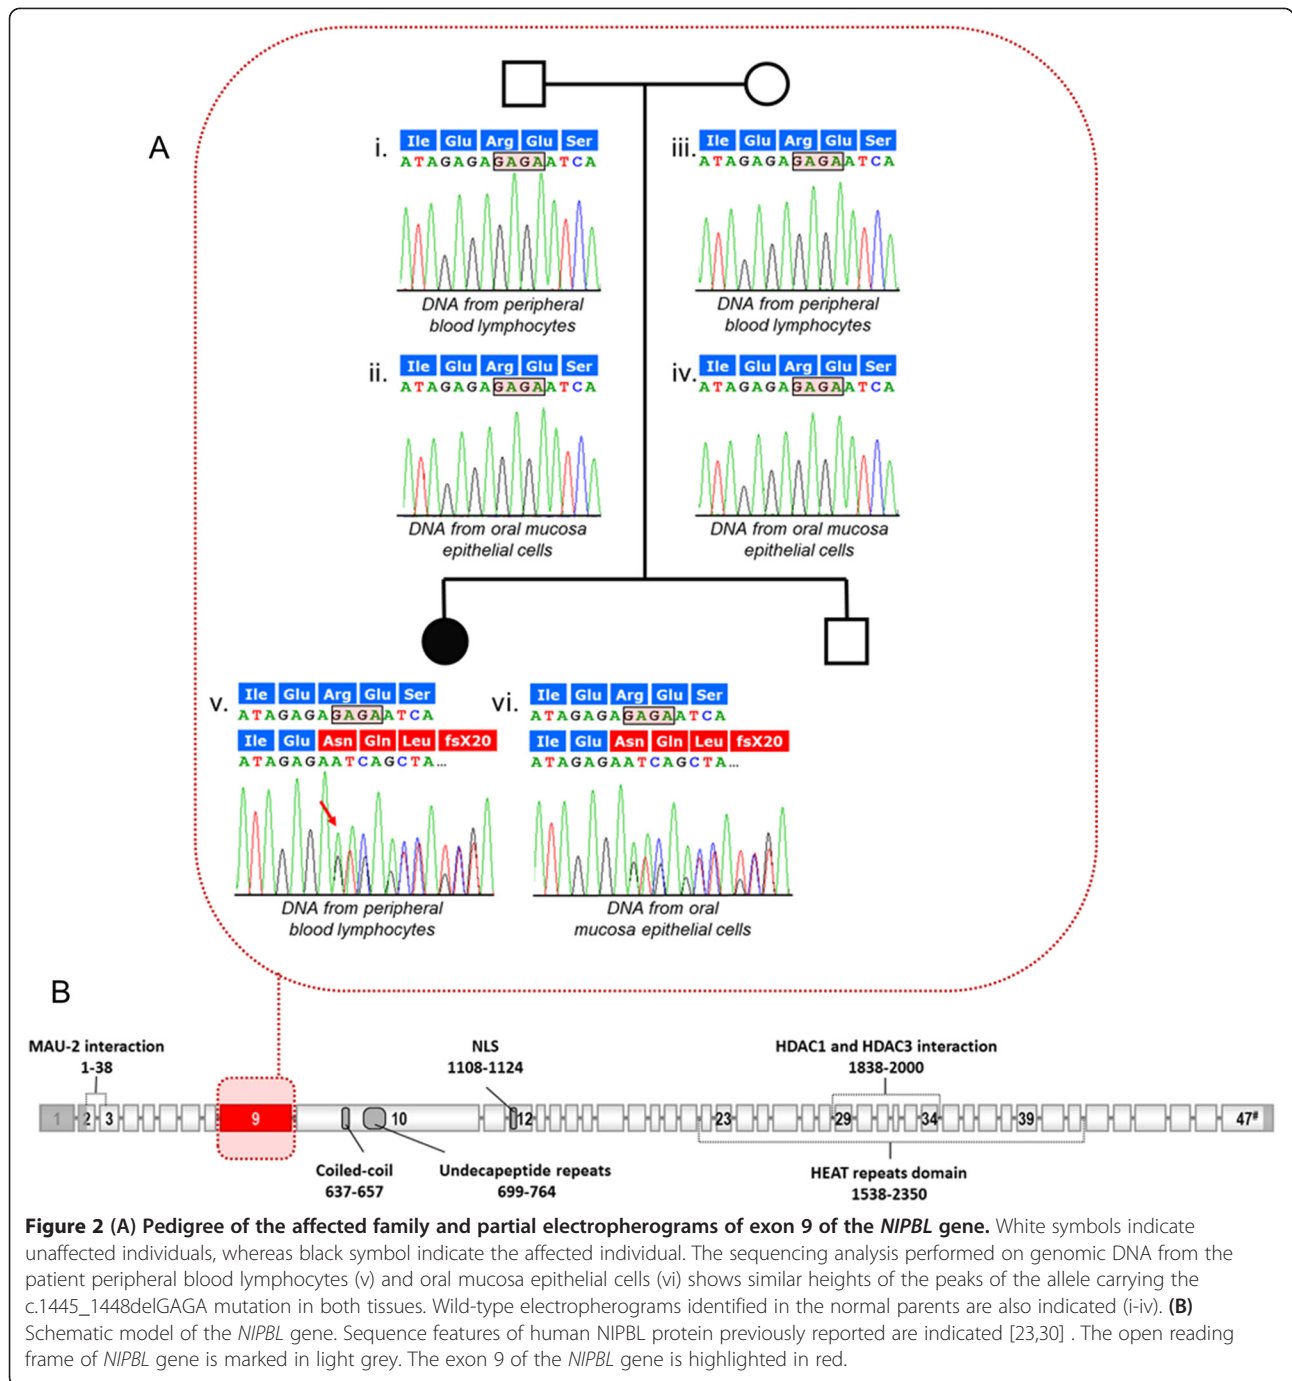 A
i. Ile Glu Arg Glu Ser
ATAGAGAGAGAATCA
DNA from peripheral
blood lymphocytes
iii. Ile Glu Arg Glu Ser
ATAGAGAGAGAATCA
DNA from peripheral
blood lymphocytes
ii. Ile Glu Arg Glu Ser
ATAGAGAGAGAATCA
DNA from oral mucosa
epithelial cells
iv. Ile Glu Arg Glu Ser
ATAGAGAGAGAATCA
DNA from oral mucosa
epithelial cells
v. Ile Glu Arg Glu Ser
ATAGAGAGAGAATCA
Ile Glu Asn Gln Leu fsX20
ATAGAGAATCAGCTA...
DNA from peripheral
blood lymphocytes
vi. Ile Glu Arg Glu Ser
ATAGAGAGAGAATCA
Ile Glu Asn Gln Leu fsX20
ATAGAGAATCAGCTA...
DNA from oral
mucosa epithelial cells
B
MAU-2 interaction
1-38
NLS
1108-1124
HDAC1 and HDAC3 interaction
1838-2000
1 2 3 9 10 12 23 29 34 39 47#
Coiled-coil
637-657
Undecapeptide repeats
699-764
HEAT repeats domain
1538-2350
Figure 2 (A) Pedigree of the affected family and partial electropherograms of exon 9 of the NIPBL gene. White symbols indicate
unaffected individuals, whereas black symbol indicate the affected individual. The sequencing analysis performed on genomic DNA from the
patient peripheral blood lymphocytes (v) and oral mucosa epithelial cells (vi) shows similar heights of the peaks of the allele carrying the
c.1445_1448delGAGA mutation in both tissues. Wild-type electropherograms identified in the normal parents are also indicated (i-iv). (B)
Schematic model of the NIPBL gene. Sequence features of human NIPBL protein previously reported are indicated [23,30] . The open reading
frame of NIPBL gene is marked in light grey. The exon 9 of the NIPBL gene is highlighted in red.